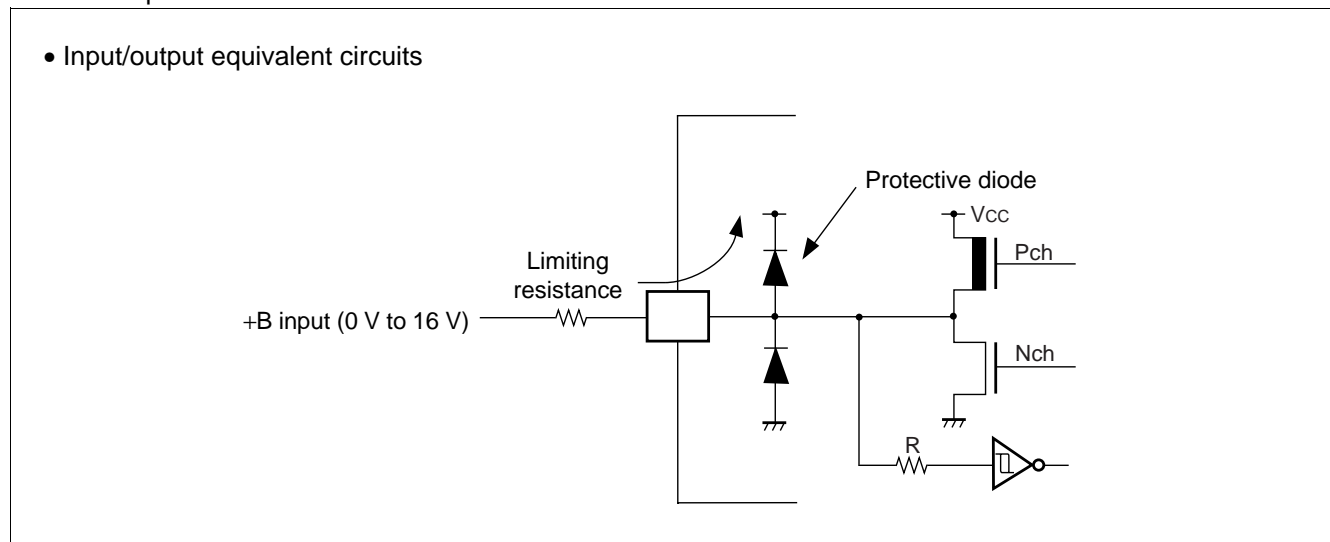 • Input/output equivalent circuits
Protective diode
VCC
Pch
Limiting
resistance
+B input (0 V to 16 V)
Nch
R